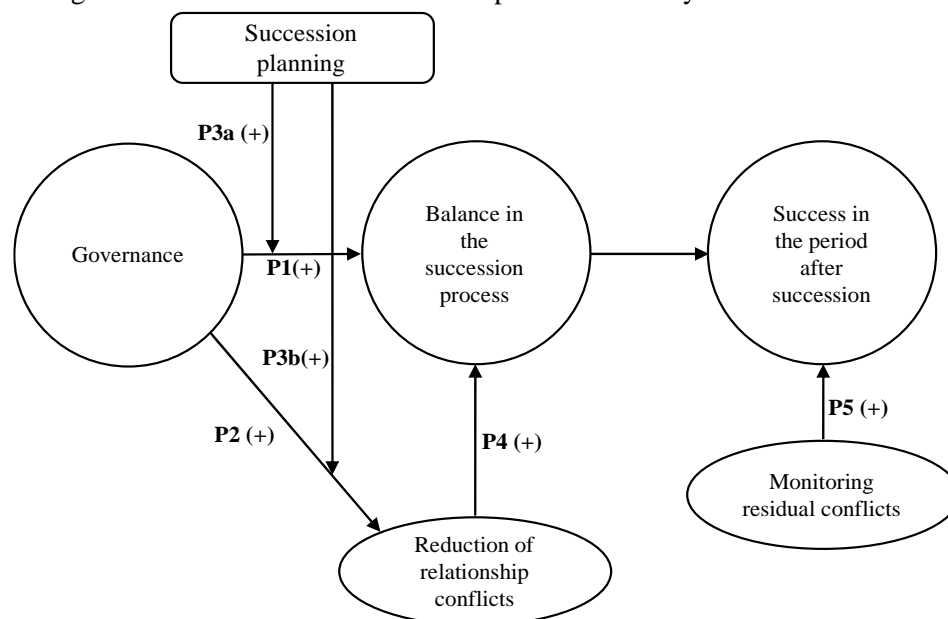 Succession
planning
P3a (+)
Governance
P1(+)
Balance in
the
succession
process
Success in
the period
after
succession
P3b(+)
P2 (+)
P4 (+)
P5 (+)
Monitoring
residual conflicts
Reduction of
relationship
conflicts